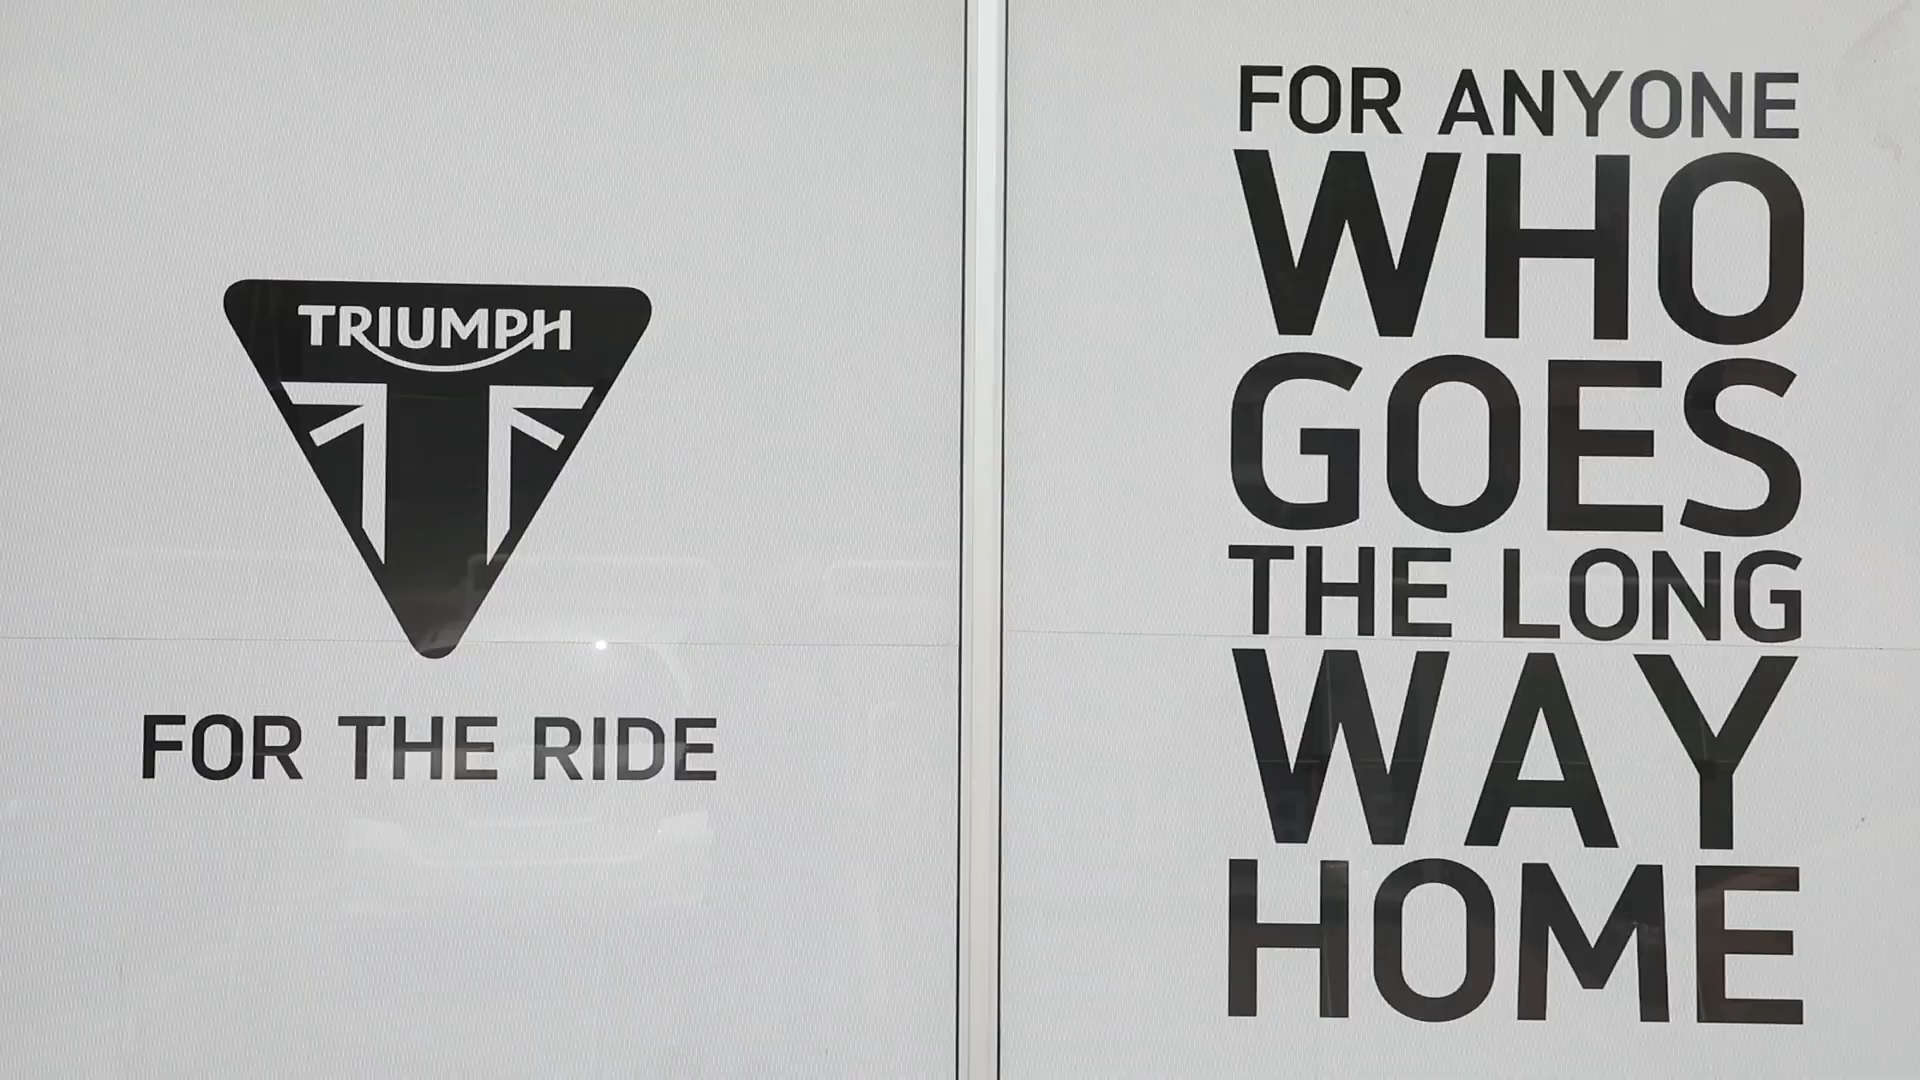 TRIUMPH
FOR THE RIDE
FOR ANYONE
WHO
GOES
THE LONG
WAY
HOME